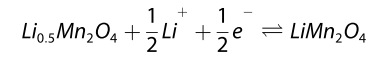 Li₀.₅Mn₂O₄ + 1/2 Li⁺ + 1/2 e⁻ ⇌ LiMn₂O₄